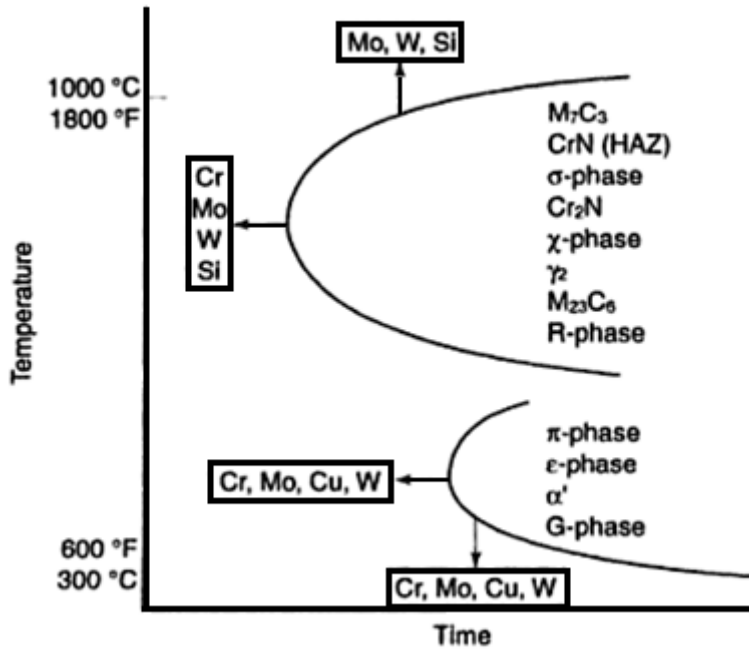 Mo, W, Si
1000 °C
1800 °F
M₇C₃
CrN (HAZ)
σ-phase
Cr₂N
χ-phase
γ₂
M₂₃C₆
R-phase
Cr
Mo
W
Si
Temperature
π-phase
ε-phase
α'
G-phase
Cr, Mo, Cu, W
600 °F
300 °C
Cr, Mo, Cu, W
Time